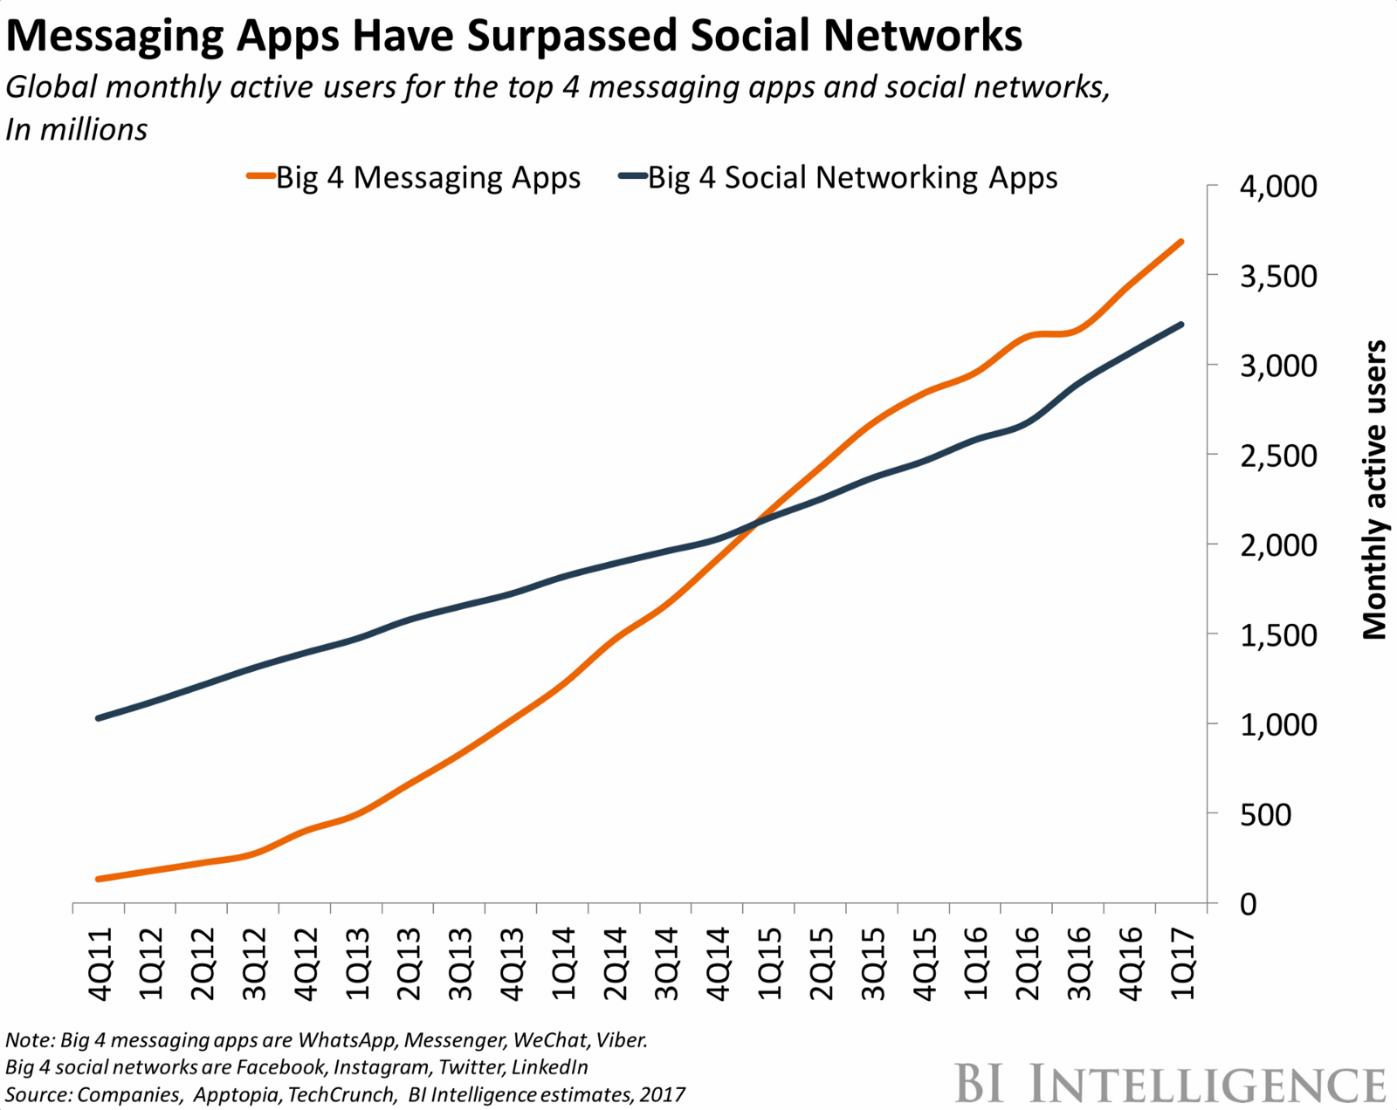 Messaging Apps Have Surpassed Social Networks
Global monthly active users for the top 4 messaging apps and social networks,
In millions
Big 4 Messaging Apps
Big 4 Social Networking Apps
4,000
3,500
3,000
2,500
2,000
1,500
1,000
500
0
Monthly active users
4Q11
1Q12
2Q12
3Q12
4Q12
1Q13
2Q13
3Q13
4Q13
1Q14
2Q14
3Q14
4Q14
1Q15
2Q15
3Q15
4Q15
1Q16
2Q16
3Q16
4Q16
1Q17
Note: Big 4 messaging apps are WhatsApp, Messenger, WeChat, Viber.
Big 4 social networks are Facebook, Instagram, Twitter, LinkedIn
Source: Companies, Apptopia, TechCrunch, BI Intelligence estimates, 2017
BI INTELLIGENCE